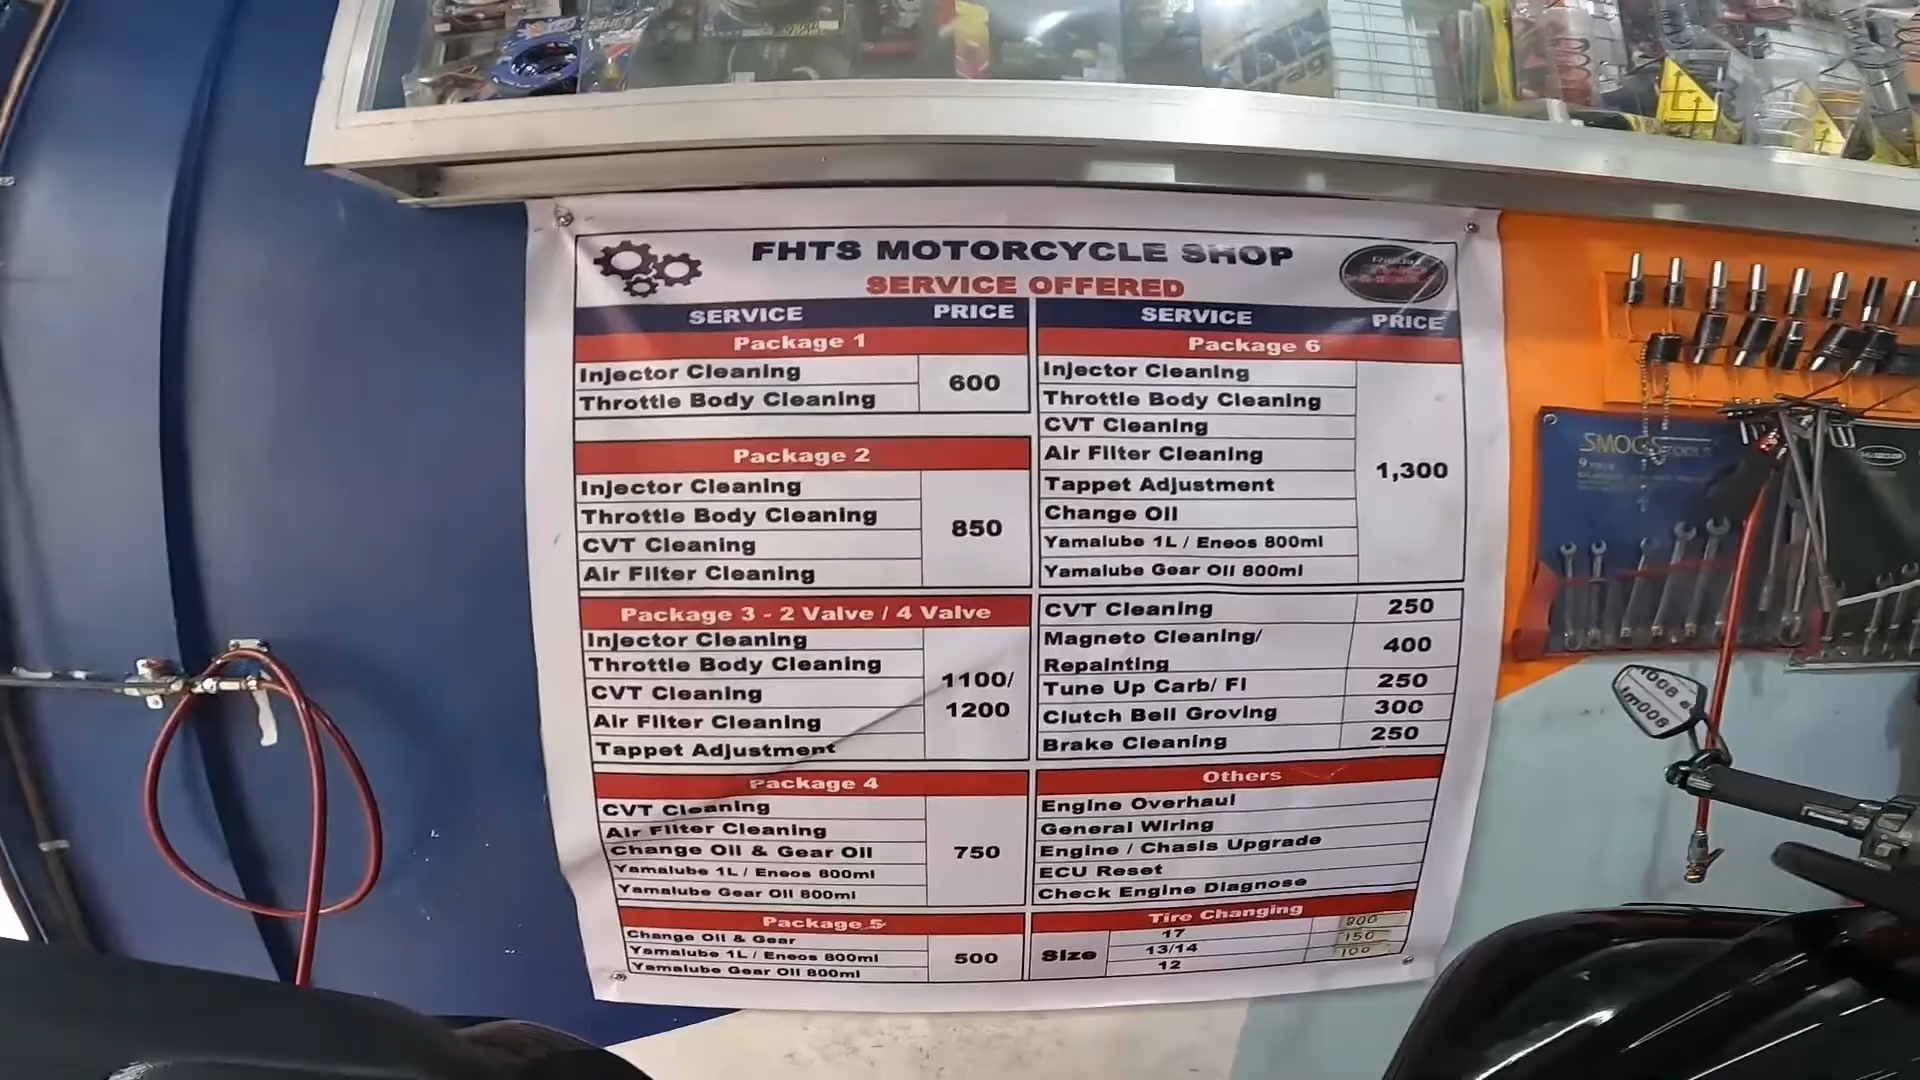 FHTS MOTORCYCLE SHOP
SERVICE OFFERED
SERVICE PRICE
Package 1
Injector Cleaning
Throttle Body Cleaning
600
Package 2
Injector Cleaning
Throttle Body Cleaning
CVT Cleaning
Air Filter Cleaning
850
Package 3 - 2 Valve / 4 Valve
Injector Cleaning
Throttle Body Cleaning
CVT Cleaning
Air Filter Cleaning
Tappet Adjustment
1100/
1200
Package 4
CVT Cleaning
Air Filter Cleaning
Change Oil & Gear Oil
Yamalube 1L / Eneos 800ml
Yamalube Gear Oil 800ml
750
Package 5
Change Oil & Gear
Yamalube 1L / Eneos 800ml
Yamalube Gear Oil 800ml
500
SERVICE PRICE
Package 6
Injector Cleaning
Throttle Body Cleaning
CVT Cleaning
Air Filter Cleaning
Tappet Adjustment
Change Oil
Yamalube 1L / Eneos 800ml
Yamalube Gear Oil 800ml
1,300
CVT Cleaning 250
Magneto Cleaning/
Repainting
400
Tune Up Carb/ FI 250
Clutch Bell Groving 300
Brake Cleaning 250
Others
Engine Overhaul
General Wiring
Engine / Chasis Upgrade
ECU Reset
Check Engine Diagnose
Tire Changing
Size
17
13/14 150
12 100